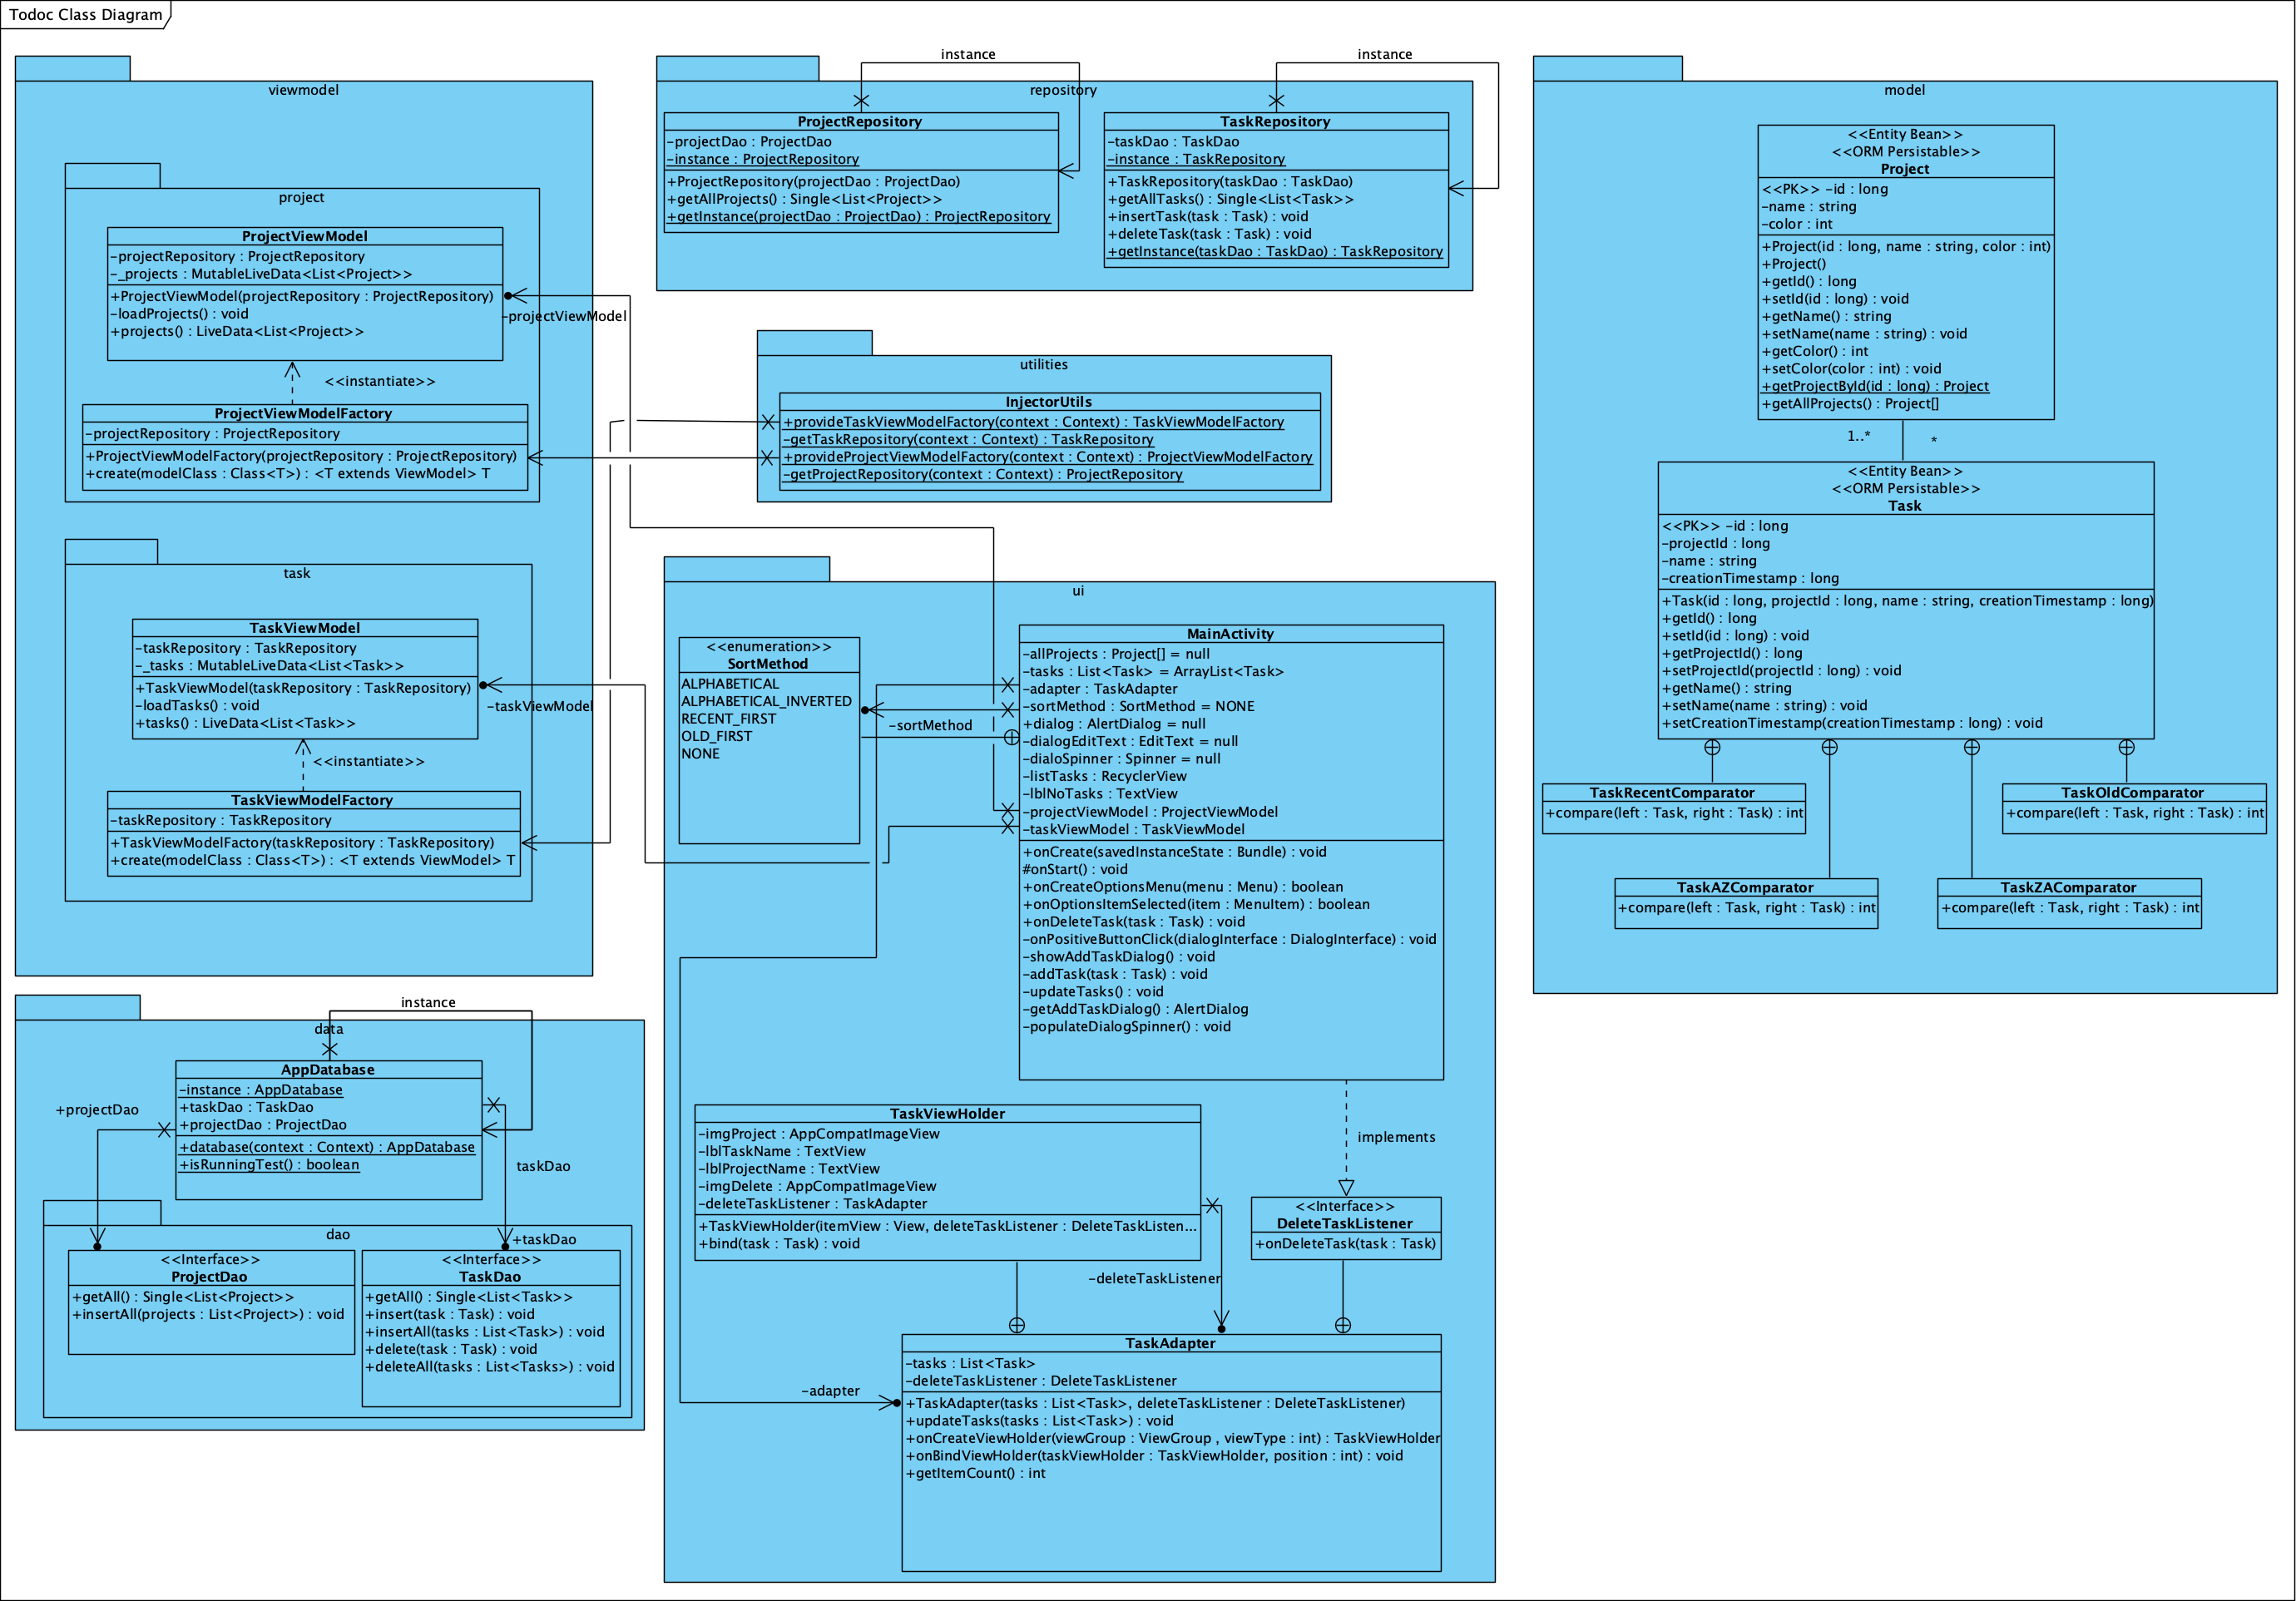 Todoc Class Diagram
viewmodel
project
ProjectViewModel
-projectRepository : ProjectRepository
-_projects : MutableLiveData<List<Project>>
+ProjectViewModel(projectRepository : ProjectRepository)
-loadProjects() : void
+projects() : LiveData<List<Project>>
<<instantiate>>
ProjectViewModelFactory
-projectRepository : ProjectRepository
+ProjectViewModelFactory(projectRepository : ProjectRepository)
+create(modelClass : Class<T>) : <T extends ViewModel> T
-projectViewModel
task
TaskViewModel
-taskRepository : TaskRepository
-_tasks : MutableLiveData<List<Task>>
+TaskViewModel(taskRepository : TaskRepository)
-loadTasks() : void
+tasks() : LiveData<List<Task>>
<<instantiate>>
TaskViewModelFactory
-taskRepository : TaskRepository
+TaskViewModelFactory(taskRepository : TaskRepository)
+create(modelClass : Class<T>) : <T extends ViewModel> T
-taskViewModel
instance
instance
repository
ProjectRepository
-projectDao : ProjectDao
-instance : ProjectRepository
+ProjectRepository(projectDao : ProjectDao)
+getAllProjects() : Single<List<Project>>
+getInstance(projectDao : ProjectDao) : ProjectRepository
TaskRepository
-taskDao : TaskDao
-instance : TaskRepository
+TaskRepository(taskDao : TaskDao)
+getAllTasks() : Single<List<Task>>
+insertTask(task : Task) : void
+deleteTask(task : Task) : void
+getInstance(taskDao : TaskDao) : TaskRepository
utilities
InjectorUtils
+provideTaskViewModelFactory(context : Context) : TaskViewModelFactory
-getTaskRepository(context : Context) : TaskRepository
+provideProjectViewModelFactory(context : Context) : ProjectViewModelFactory
-getProjectRepository(context : Context) : ProjectRepository
model
<<Entity Bean>>
<<ORM Persistable>>
Project
<<PK>> -id : long
-name : string
-color : int
+Project(id : long, name : string, color : int)
+Project()
+getId() : long
+setId(id : long) : void
+getName() : string
+setName(name : string) : void
+getColor() : int
+setColor(color : int) : void
+getProjectById(id : long) : Project
+getAllProjects() : Project[]
1..*
*
<<Entity Bean>>
<<ORM Persistable>>
Task
<<PK>> -id : long
-projectId : long
-name : string
-creationTimestamp : long
+Task(id : long, projectId : long, name : string, creationTimestamp : long)
+getId() : long
+setId(id : long) : void
+getProjectId() : long
+setProjectId(projectId : long) : void
+getName() : string
+setName(name : string) : void
+setCreationTimestamp(creationTimestamp : long) : void
TaskRecentComparator
+compare(left : Task, right : Task) : int
TaskOldComparator
+compare(left : Task, right : Task) : int
TaskAZComparator
+compare(left : Task, right : Task) : int
TaskZAComparator
+compare(left : Task, right : Task) : int
ui
<<enumeration>>
SortMethod
ALPHABETICAL
ALPHABETICAL_INVERTED
RECENT_FIRST
OLD_FIRST
NONE
-sortMethod
MainActivity
-allProjects : Project[] = null
-tasks : List<Task> = ArrayList<Task>
-adapter : TaskAdapter
-sortMethod : SortMethod = NONE
+dialog : AlertDialog = null
-dialogEditText : EditText = null
-dialoSpinner : Spinner = null
-listTasks : RecyclerView
-lblNoTasks : TextView
-projectViewModel : ProjectViewModel
-taskViewModel : TaskViewModel
+onCreate(savedInstanceState : Bundle) : void
#onStart() : void
+onCreateOptionsMenu(menu : Menu) : boolean
+onOptionsItemSelected(item : MenuItem) : boolean
+onDeleteTask(task : Task) : void
-onPositiveButtonClick(dialogInterface : DialogInterface) : void
-showAddTaskDialog() : void
-addTask(task : Task) : void
-updateTasks() : void
-getAddTaskDialog() : AlertDialog
-populateDialogSpinner() : void
implements
TaskViewHolder
-imgProject : AppCompatImageView
-lblTaskName : TextView
-lblProjectName : TextView
-imgDelete : AppCompatImageView
-deleteTaskListener : TaskAdapter
+TaskViewHolder(itemView : View, deleteTaskListener : DeleteTaskListen...
+bind(task : Task) : void
<<Interface>>
DeleteTaskListener
+onDeleteTask(task : Task)
-deleteTaskListener
-adapter
TaskAdapter
-tasks : List<Task>
-deleteTaskListener : DeleteTaskListener
+TaskAdapter(tasks : List<Task>, deleteTaskListener : DeleteTaskListener)
+updateTasks(tasks : List<Task>) : void
+onCreateViewHolder(viewGroup : ViewGroup , viewType : int) : TaskViewHolder
+onBindViewHolder(taskViewHolder : TaskViewHolder, position : int) : void
+getItemCount() : int
instance
data
AppDatabase
-instance : AppDatabase
+taskDao : TaskDao
+projectDao : ProjectDao
+database(context : Context) : AppDatabase
+isRunningTest() : boolean
+projectDao
taskDao
+taskDao
dao
<<Interface>>
ProjectDao
+getAll() : Single<List<Project>>
+insertAll(projects : List<Project>) : void
<<Interface>>
TaskDao
+getAll() : Single<List<Task>>
+insert(task : Task) : void
+insertAll(tasks : List<Task>) : void
+delete(task : Task) : void
+deleteAll(tasks : List<Tasks>) : void